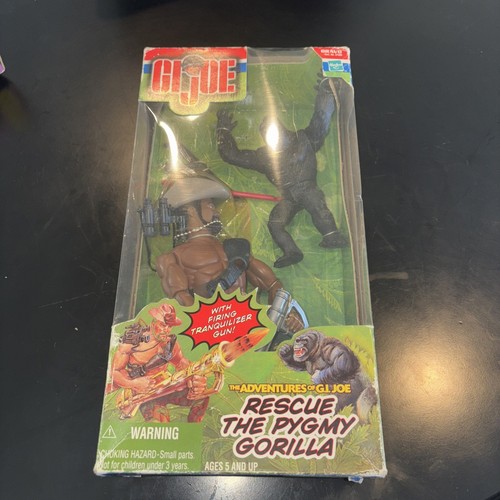 GI JOE
WITH
FIRING
TRANQUILIZER
GUN!
THE ADVENTURES OF G.I. JOE
RESCUE
THE PYGMY
GORILLA
WARNING
CHOKING HAZARD-Small parts
Not for children under 3 years.
AGES 5 AND UP